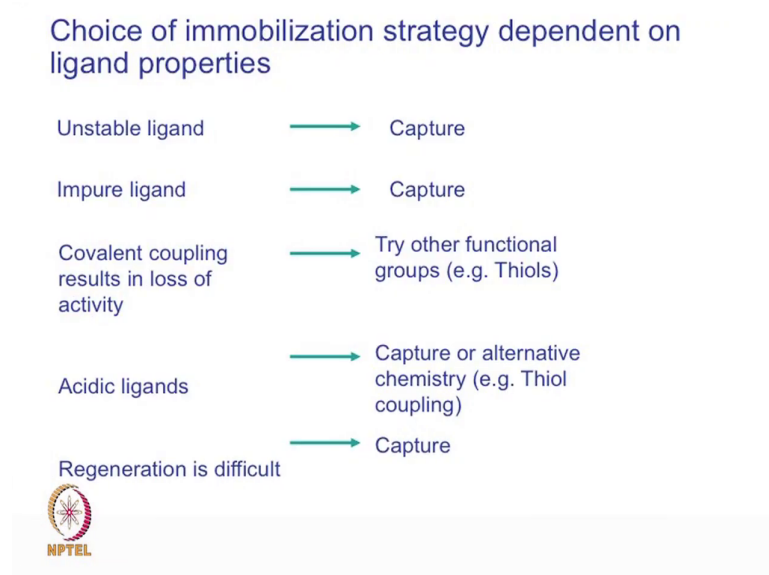 Choice of immobilization strategy dependent on
ligand properties
Unstable ligand
Capture
Impure ligand
Capture
Covalent coupling
results in loss of
activity
Try other functional
groups (e.g. Thiols)
Acidic ligands
Capture or alternative
chemistry (e.g. Thiol
coupling)
Regeneration is difficult
Capture
NPTEL